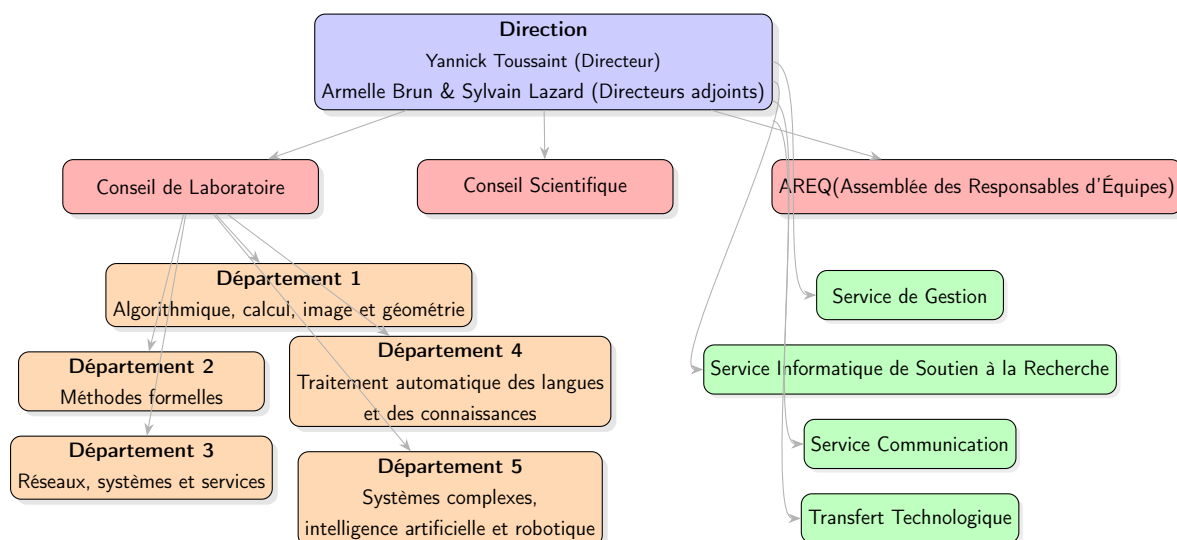 Direction
Yannick Toussaint (Directeur)
Armelle Brun & Sylvain Lazard (Directeurs adjoints)
Conseil de Laboratoire
Conseil Scientifique
AREQ(Assemblée des Responsables d'Équipes)
Département 1
Algorithmique, calcul, image et géométrie
Département 2
Méthodes formelles
Département 3
Réseaux, systèmes et services
Département 4
Traitement automatique des langues
et des connaissances
Département 5
Systèmes complexes,
intelligence artificielle et robotique
Service de Gestion
Service Informatique de Soutien à la Recherche
Service Communication
Transfert Technologique